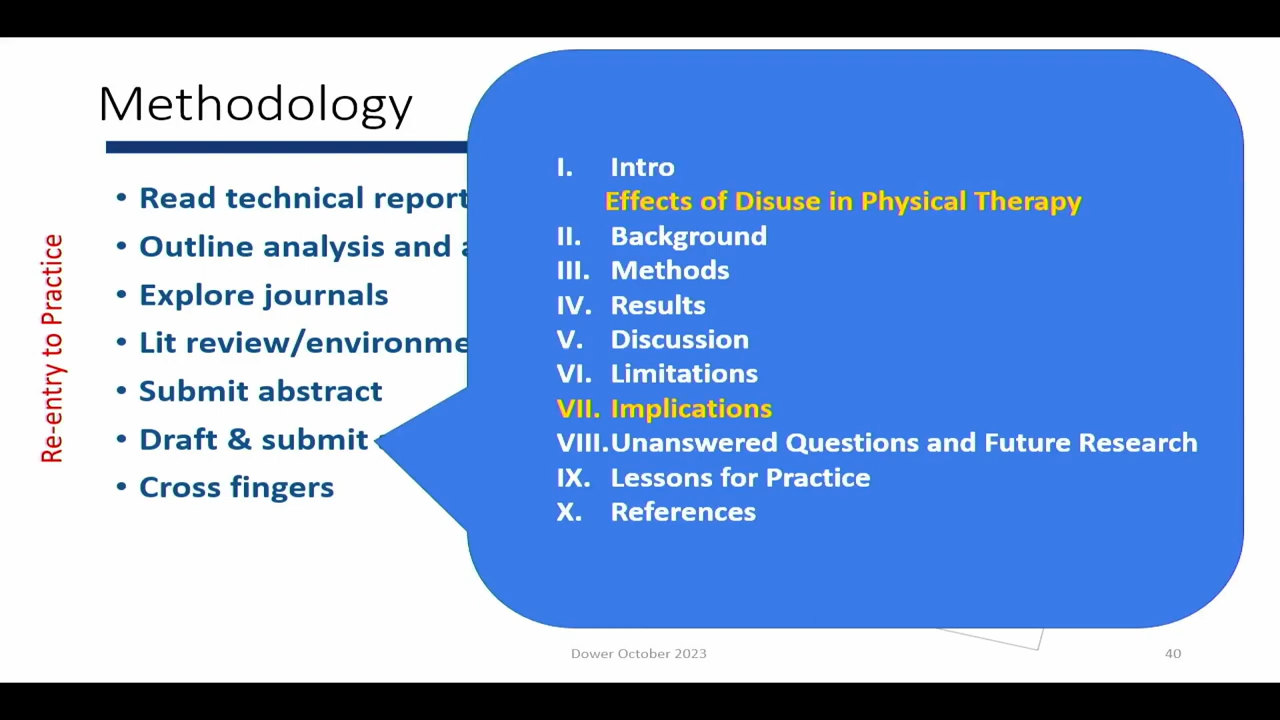 Methodology
Re-entry to Practice
• Read technical report
• Outline analysis and
• Explore journals
• Lit review/environme
• Submit abstract
• Draft & submit
• Cross fingers
I. Intro
Effects of Disuse in Physical Therapy
II. Background
III. Methods
IV. Results
V. Discussion
VI. Limitations
VII. Implications
VIII. Unanswered Questions and Future Research
IX. Lessons for Practice
X. References
Dower October 2023
40